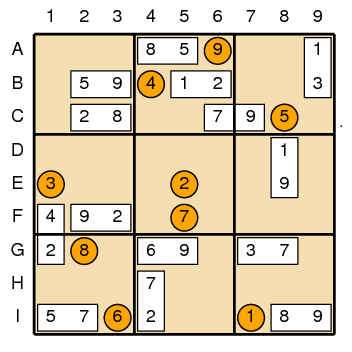 1 2 3 4 5 6 7 8 9
A 8 5 9 1
B 5 9 4 1 2 3
C 2 8 7 9 5
D 1
E 3 2 9
F 4 9 2 7
G 2 8 6 9 3 7
H 7
I 5 7 6 2 1 8 9